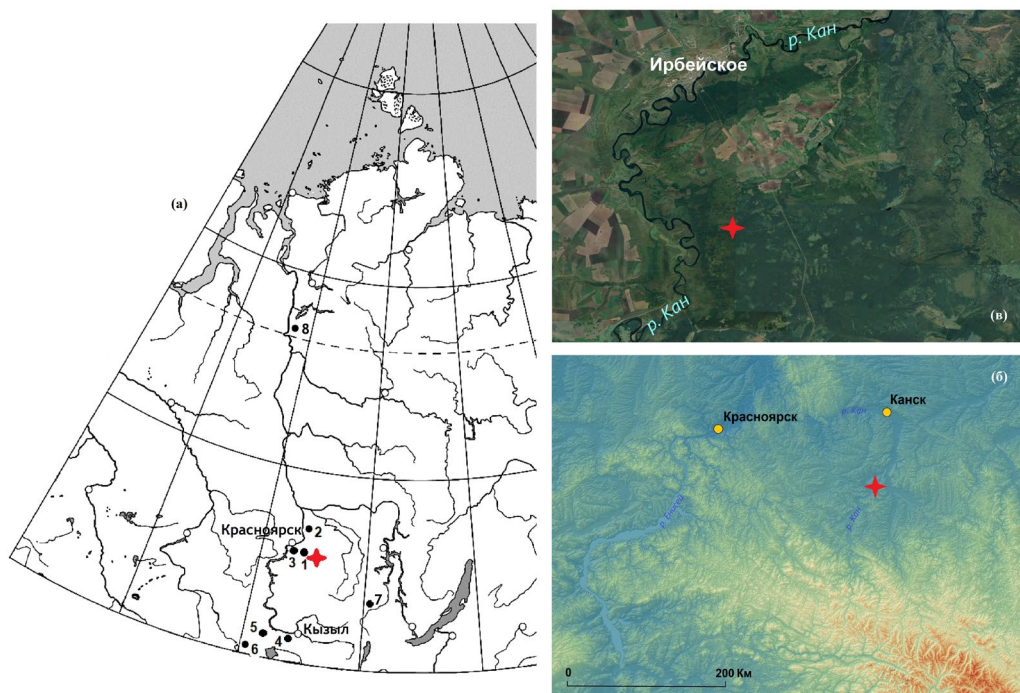 (а)
8
Красноярск
2
3
1
7
5
4
Кызыл
6
р. Кан
Ирбейское
р. Кан
(в)
(б)
Канск
р. Кан
Красноярск
р. Енисей
р. Кан
0
200 Км